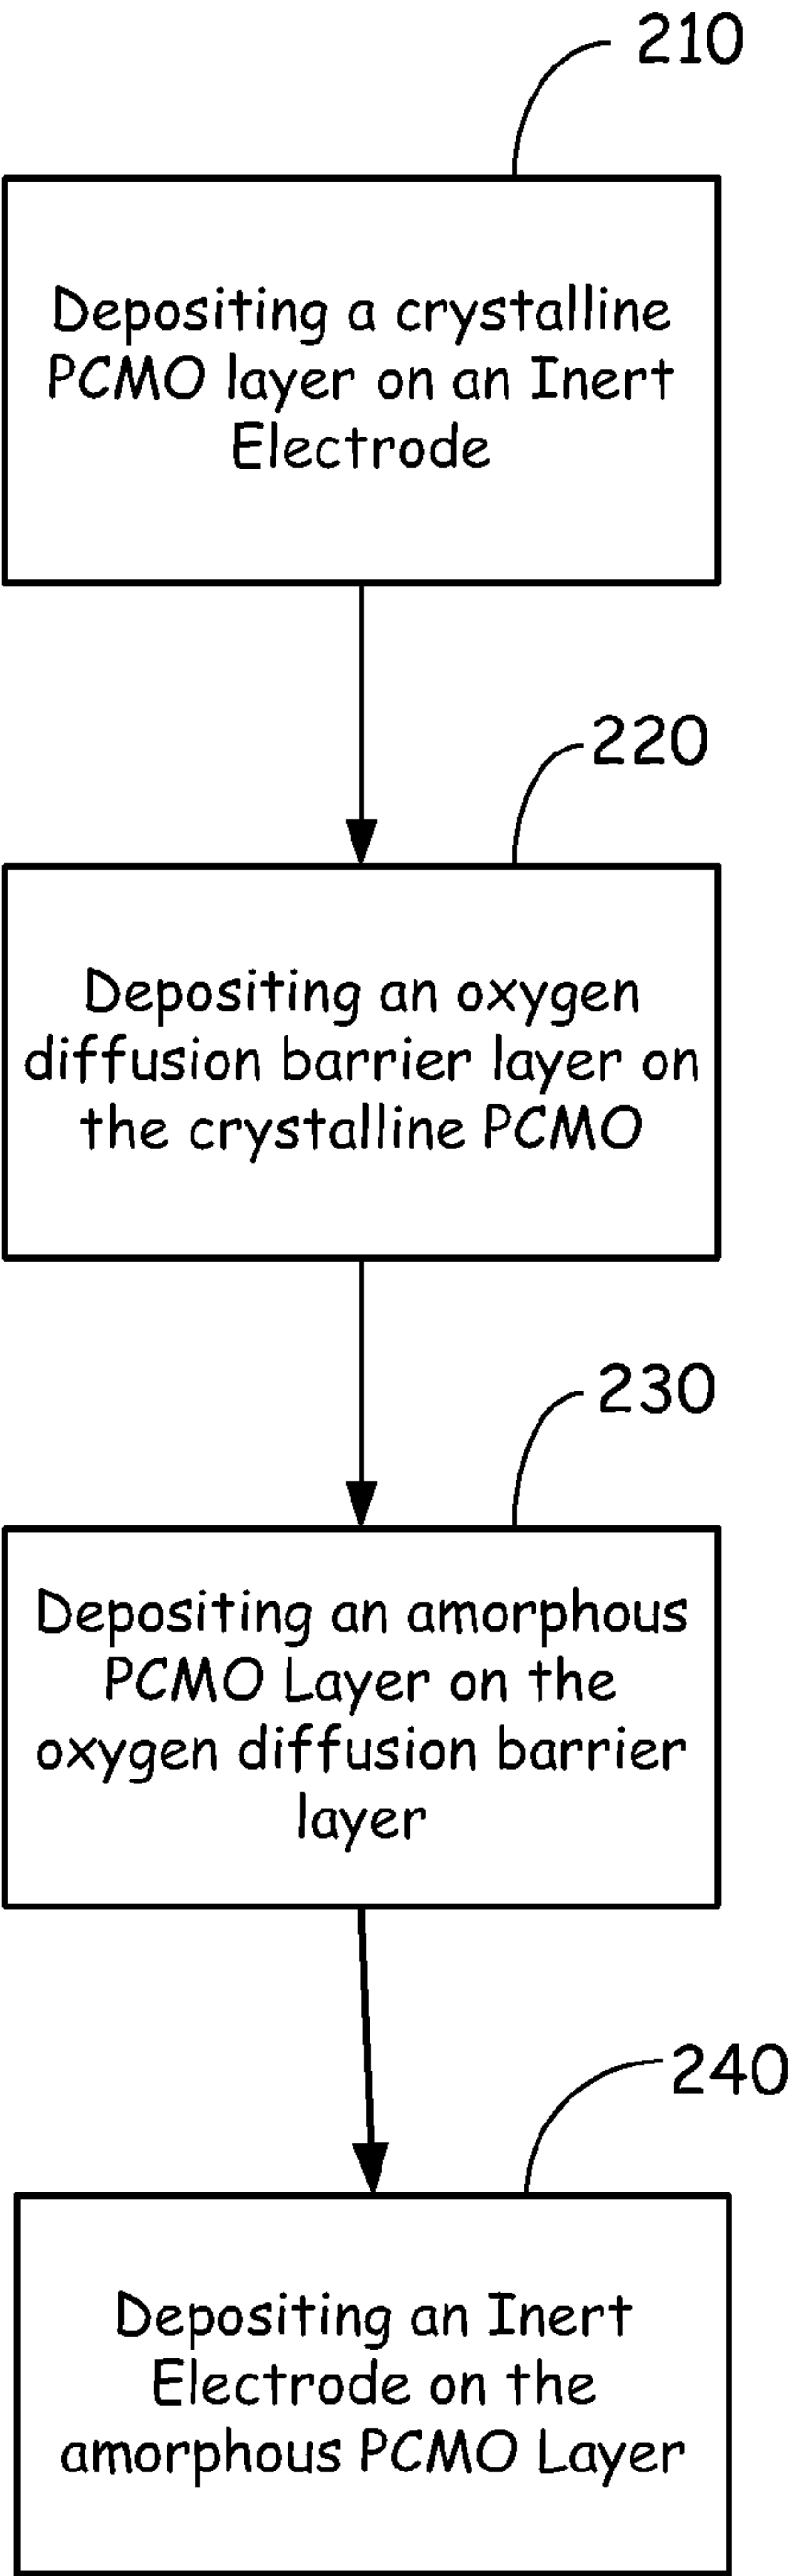 210
Depositing a crystalline
PCMO layer on an Inert
Electrode
220
Depositing an oxygen
diffusion barrier layer on
the crystalline PCMO
230
Depositing an amorphous
PCMO Layer on the
oxygen diffusion barrier
layer
240
Depositing an Inert
Electrode on the
amorphous PCMO Layer